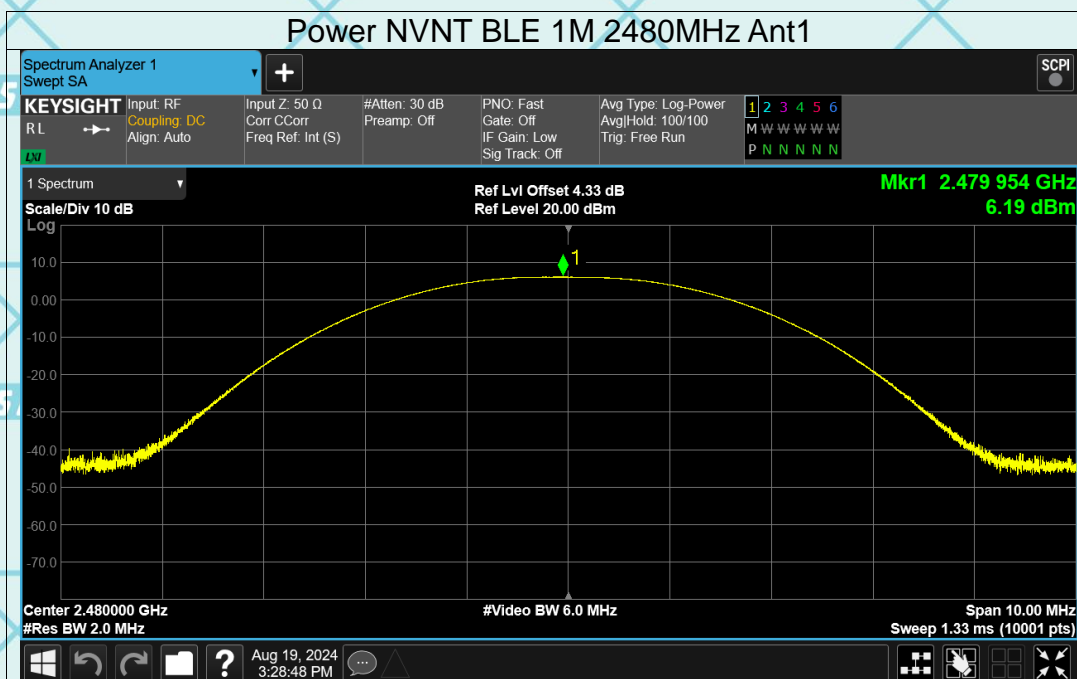 Power NVNT BLE 1M 2480MHz Ant1
Spectrum Analyzer 1
Swept SA
+
SCPI
KEYSIGHT
RL
LXI
Input: RF
Coupling: DC
Align: Auto
Input Z: 50 Ω
Corr CCorr
Freq Ref: Int (S)
#Atten: 30 dB
Preamp: Off
PNO: Fast
Gate: Off
IF Gain: Low
Sig Track: Off
Avg Type: Log-Power
Avg|Hold: 100/100
Trig: Free Run
1 2 3 4 5 6
M W W W W W
P N N N N N
1 Spectrum
Scale/Div 10 dB
Log
Ref Lvl Offset 4.33 dB
Ref Level 20.00 dBm
Mkr1 2.479 954 GHz
6.19 dBm
1
10.0
0.00
-10.0
-20.0
-30.0
-40.0
-50.0
-60.0
-70.0
Center 2.480000 GHz
#Res BW 2.0 MHz
#Video BW 6.0 MHz
Span 10.00 MHz
Sweep 1.33 ms (10001 pts)
?
Aug 19, 2024
3:28:48 PM